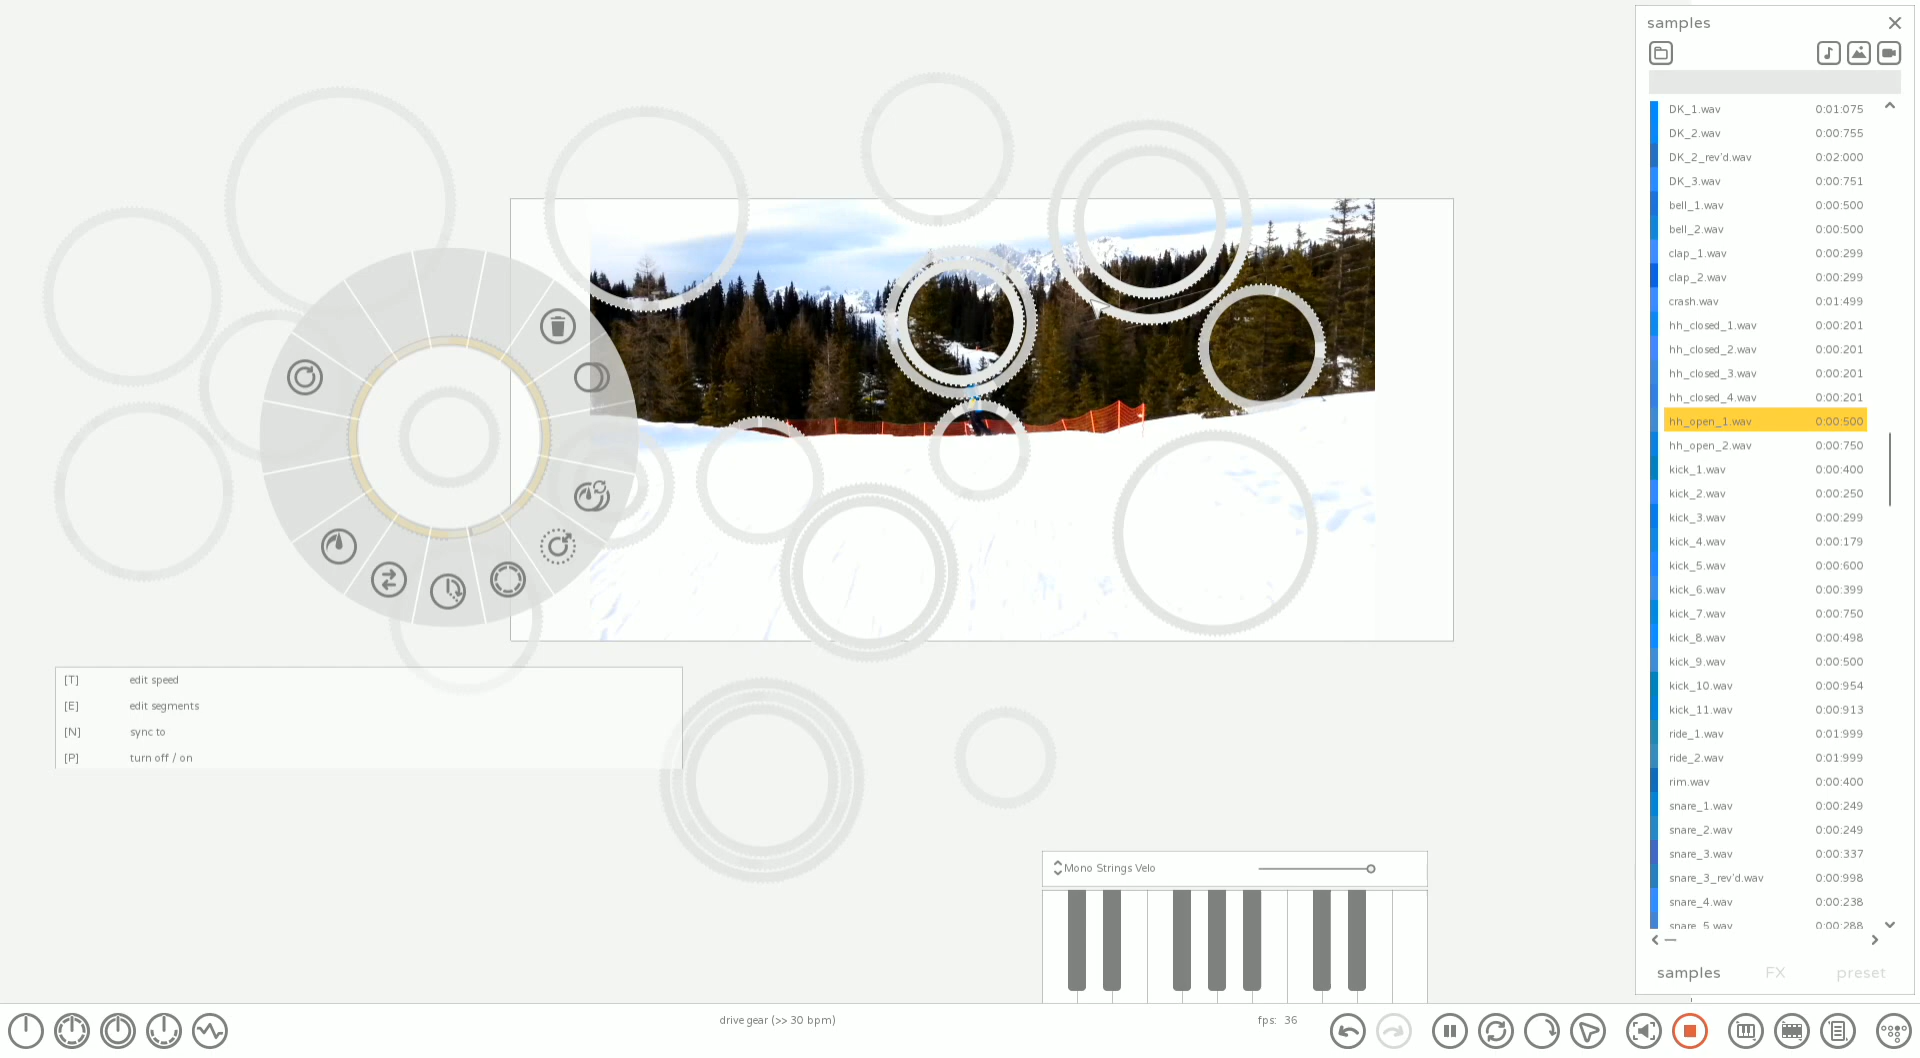 samples
DK_1.wav 0:01:075
DK_2.wav 0:00:755
DK_2_rev'd.wav 0:02:000
DK_3.wav 0:00:751
bell_1.wav 0:00:500
bell_2.wav 0:00:500
clap_1.wav 0:00:299
clap_2.wav 0:00:299
crash.wav 0:01:499
hh_closed_1.wav 0:00:201
hh_closed_2.wav 0:00:201
hh_closed_3.wav 0:00:201
hh_closed_4.wav 0:00:201
hh_open_1.wav 0:00:500
hh_open_2.wav 0:00:750
kick_1.wav 0:00:400
kick_2.wav 0:00:250
kick_3.wav 0:00:299
kick_4.wav 0:00:179
kick_5.wav 0:00:600
kick_6.wav 0:00:399
kick_7.wav 0:00:750
kick_8.wav 0:00:498
kick_9.wav 0:00:500
kick_10.wav 0:00:954
kick_11.wav 0:00:913
ride_1.wav 0:01:999
ride_2.wav 0:01:999
rim.wav 0:00:400
snare_1.wav 0:00:249
snare_2.wav 0:00:249
snare_3.wav 0:00:337
snare_3_rev'd.wav 0:00:998
snare_4.wav 0:00:238
snare_5.wav 0:00:288
samples FX preset
[T] edit speed
[E] edit segments
[N] sync to
[P] turn off / on
Mono Strings Velo
drive gear (>> 30 bpm)
fps: 36